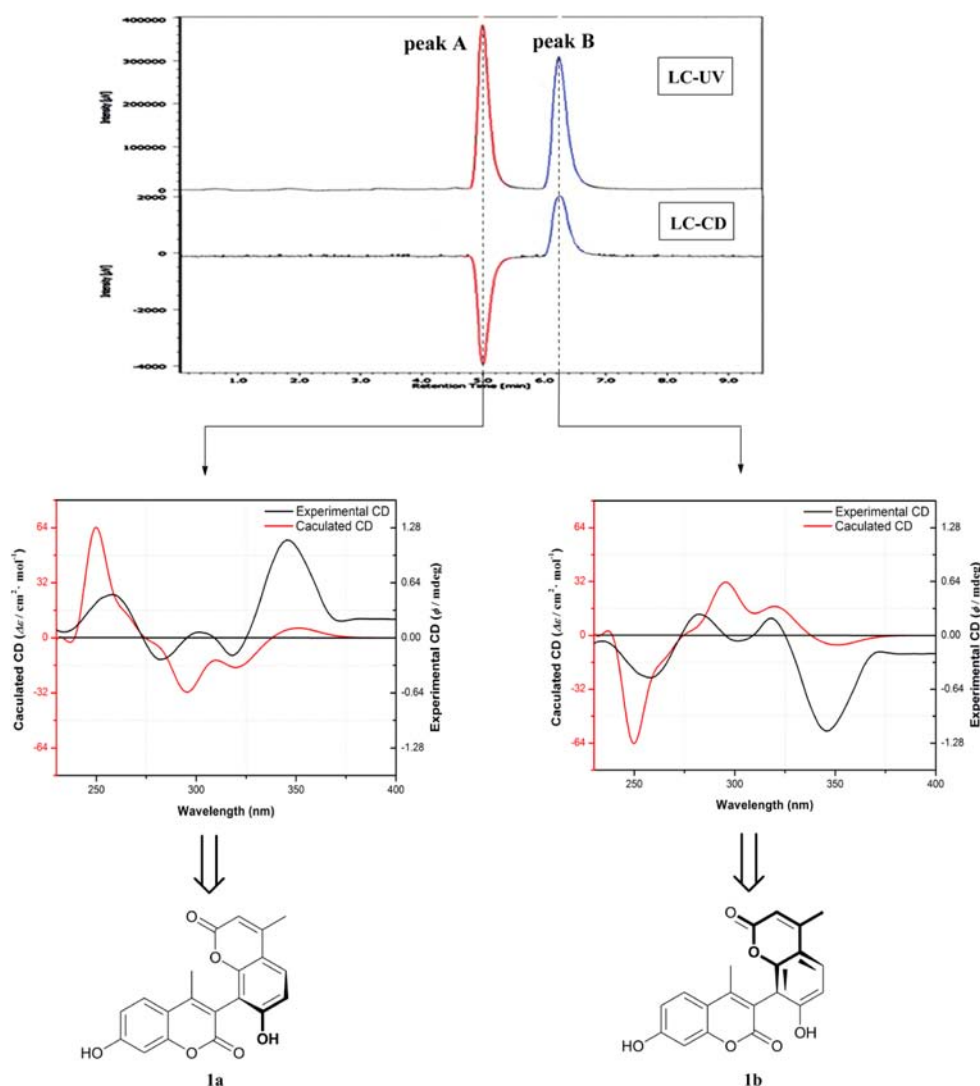 400000
300000
200000
100000
0
Intensity [µV]
peak A
peak B
LC-UV
2000
0
-2000
-4000
Intensity [µV]
LC-CD
1.0 2.0 3.0 4.0 5.0 6.0 7.0 8.0 9.0
Retention Time [min]
Experimental CD
Caculated CD
64
32
0
-32
-64
Caculated CD (Δε / cm²· mol⁻¹)
1.28
0.64
0.00
-0.64
-1.28
Experimental CD (ϕ / mdeg)
250 300 350 400
Wavelength (nm)
Experimental CD
Caculated CD
64
32
0
-32
-64
Caculated CD (Δε / cm²· mol⁻¹)
1.28
0.64
0.00
-0.64
-1.28
Experimental CD (ϕ / mdeg)
250 300 350 400
Wavelength (nm)
O
O
OH
HO
O
O
1a
O
O
OH
HO
O
O
1b